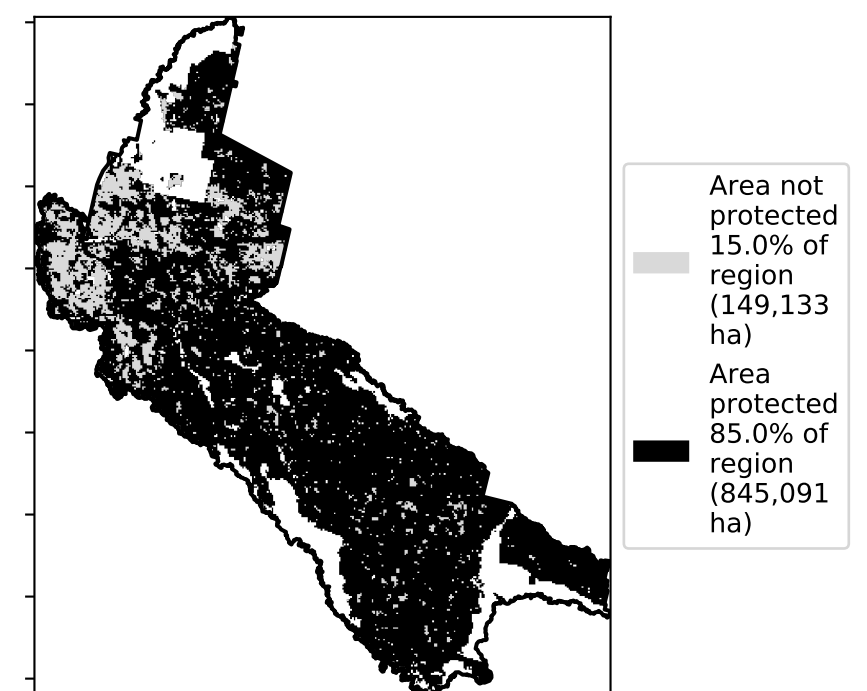 Area not
protected
15.0% of
region
(149,133
ha)
Area
protected
85.0% of
region
(845,091
ha)